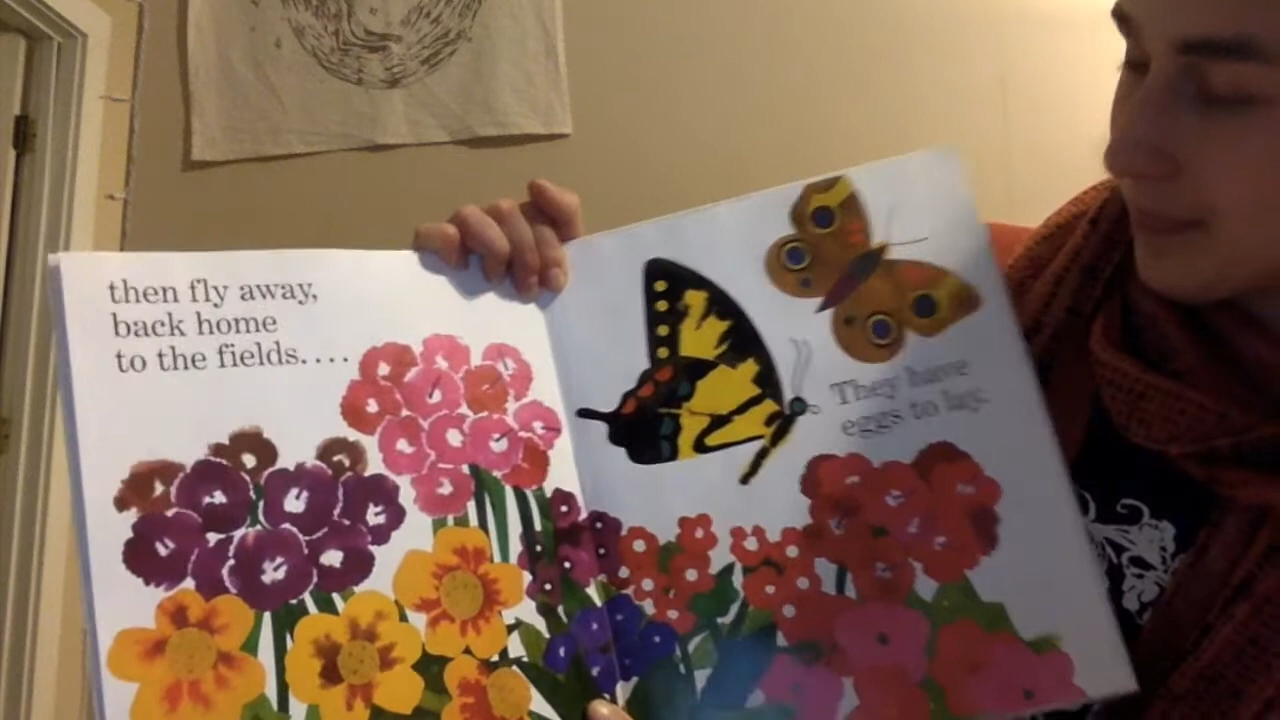 then fly away,
back home
to the fields....
They have
eggs to lay.